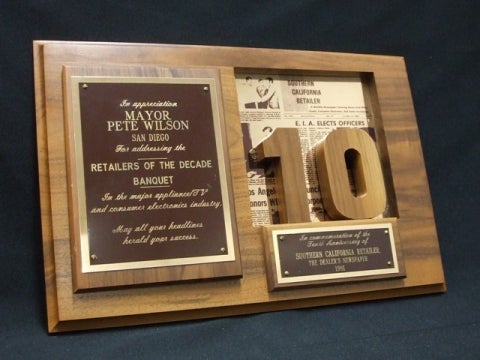 In appreciation
MAYOR
PETE WILSON
SAN DIEGO
For addressing the
RETAILERS OF THE DECADE
BANQUET
In the major appliance/TV
and consumer electronics industry.
May all your headlines
herald your success.
SOUTHERN
CALIFORNIA
RETAILER
E. I. A. ELECTS OFFICERS
10
In commemoration of the
Tenth Anniversary of
SOUTHERN CALIFORNIA RETAILER,
THE DEALER'S NEWSPAPER